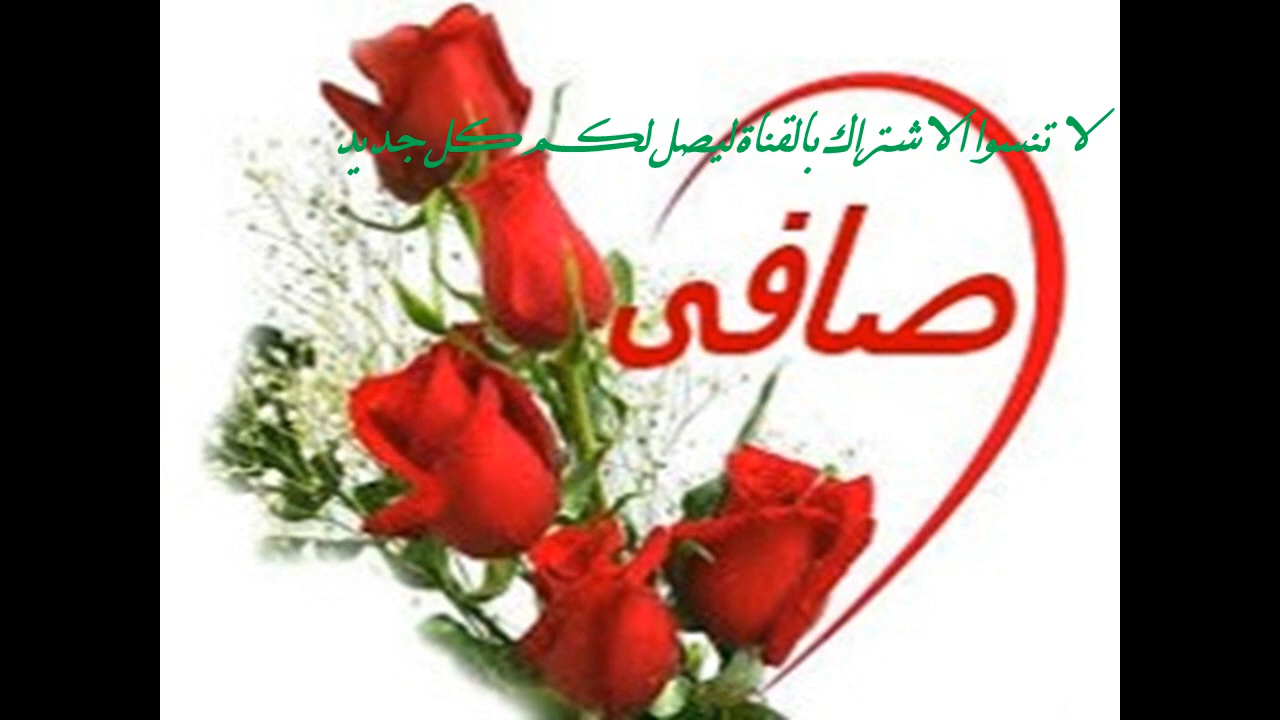 لا تنسوا الاشتراك بالقناة ليصل لكم كل جديد
صافى